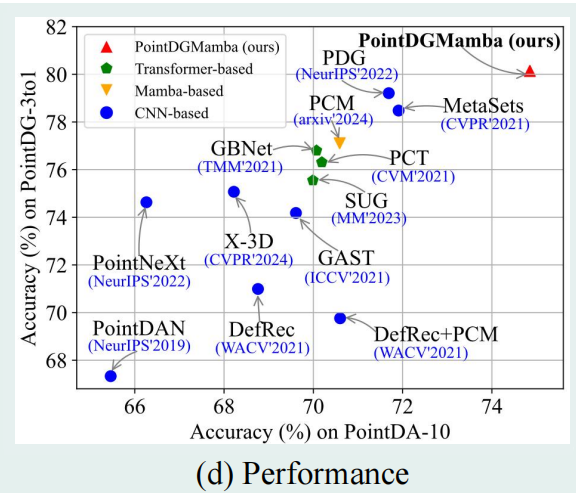 82
80
78
76
74
72
70
68
66
68
70
72
74
Accuracy (%) on PointDG-3to1
Accuracy (%) on PointDA-10
PointDGMamba (ours)
Transformer-based
Mamba-based
CNN-based
PointDGMamba (ours)
PDG
(NeurIPS'2022)
MetaSets
(CVPR'2021)
PCM
(arxiv'2024)
GBNet
(TMM'2021)
PCT
(CVM'2021)
SUG
(MM'2023)
X-3D
(CVPR'2024)
GAST
(ICCV'2021)
PointNeXt
(NeurIPS'2022)
DefRec
(WACV'2021)
DefRec+PCM
(WACV'2021)
PointDAN
(NeurIPS'2019)
(d) Performance